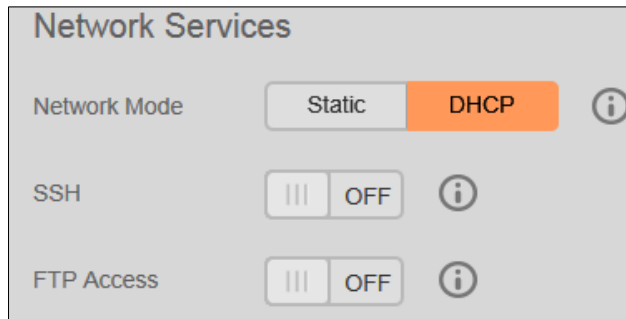 Network Services
Network Mode Static DHCP
SSH OFF
FTP Access OFF